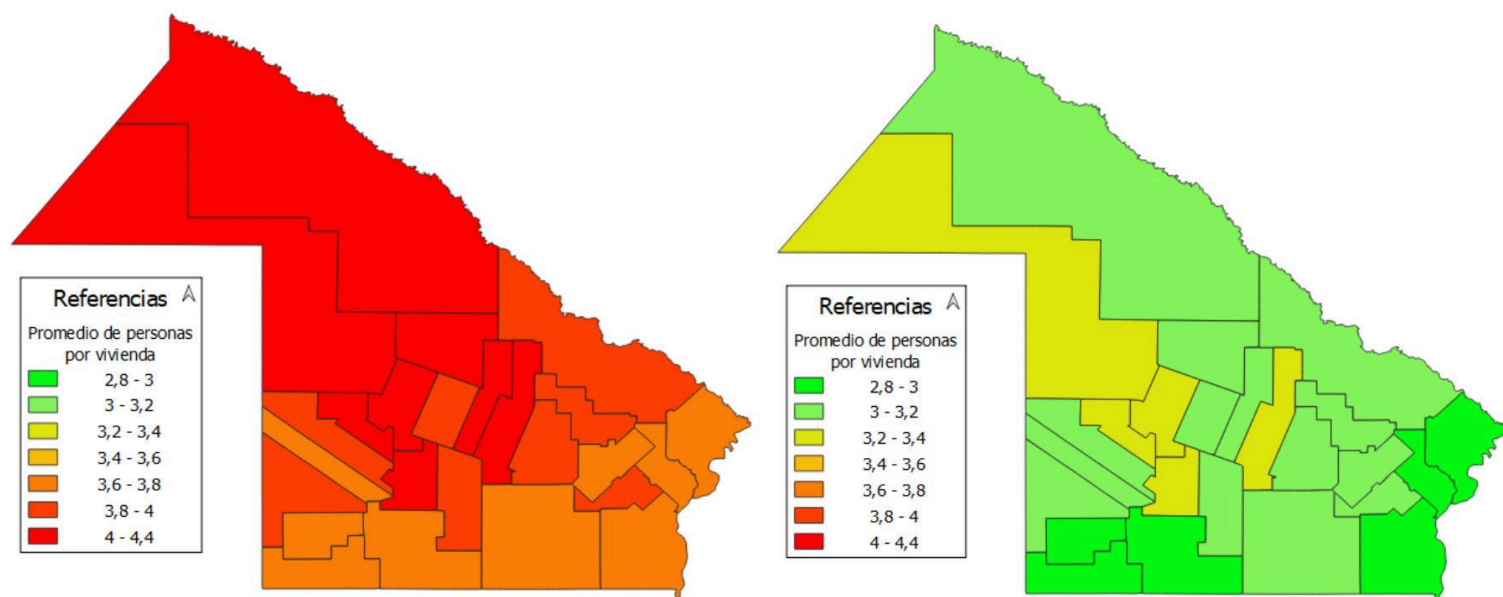 Referencias
Promedio de personas
por vivienda
2,8 - 3
3 - 3,2
3,2 - 3,4
3,4 - 3,6
3,6 - 3,8
3,8 - 4
4 - 4,4
Referencias
Promedio de personas
por vivienda
2,8 - 3
3 - 3,2
3,2 - 3,4
3,4 - 3,6
3,6 - 3,8
3,8 - 4
4 - 4,4